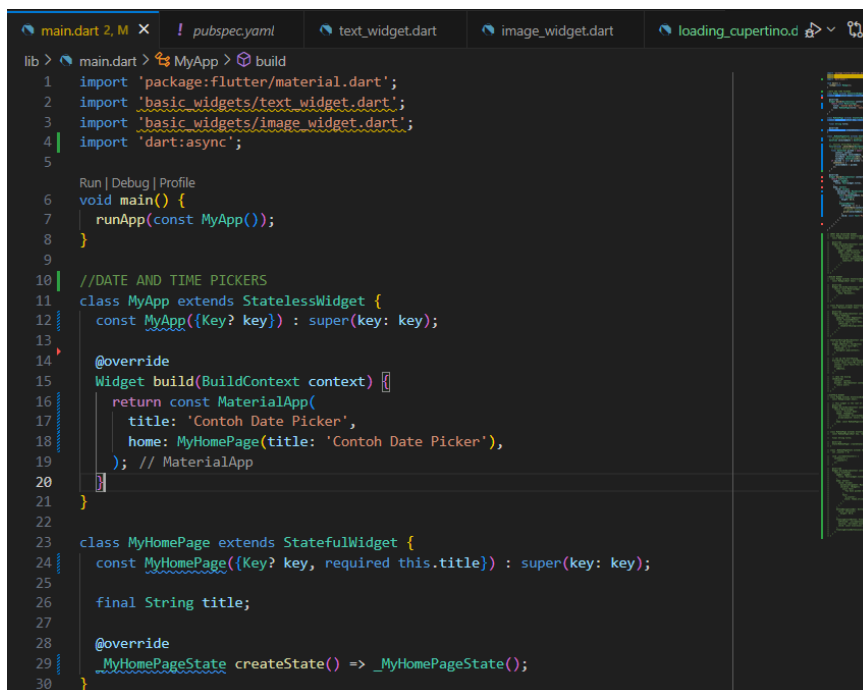 main.dart 2, M
pubspec.yaml
text_widget.dart
image_widget.dart
loading_cupertino.d
lib > main.dart > MyApp > build
1 import 'package:flutter/material.dart';
2 import 'basic_widgets/text_widget.dart';
3 import 'basic_widgets/image_widget.dart';
4 import 'dart:async';
5
Run | Debug | Profile
6 void main() {
7   runApp(const MyApp());
8 }
9
10 //DATE AND TIME PICKERS
11 class MyApp extends StatelessWidget {
12   const MyApp({Key? key}) : super(key: key);
13
14   @override
15   Widget build(BuildContext context) {
16     return const MaterialApp(
17       title: 'Contoh Date Picker',
18       home: MyHomePage(title: 'Contoh Date Picker'),
19     ); // MaterialApp
20   }
21 }
22
23 class MyHomePage extends StatefulWidget {
24   const MyHomePage({Key? key, required this.title}) : super(key: key);
25
26   final String title;
27
28   @override
29   _MyHomePageState createState() => _MyHomePageState();
30 }